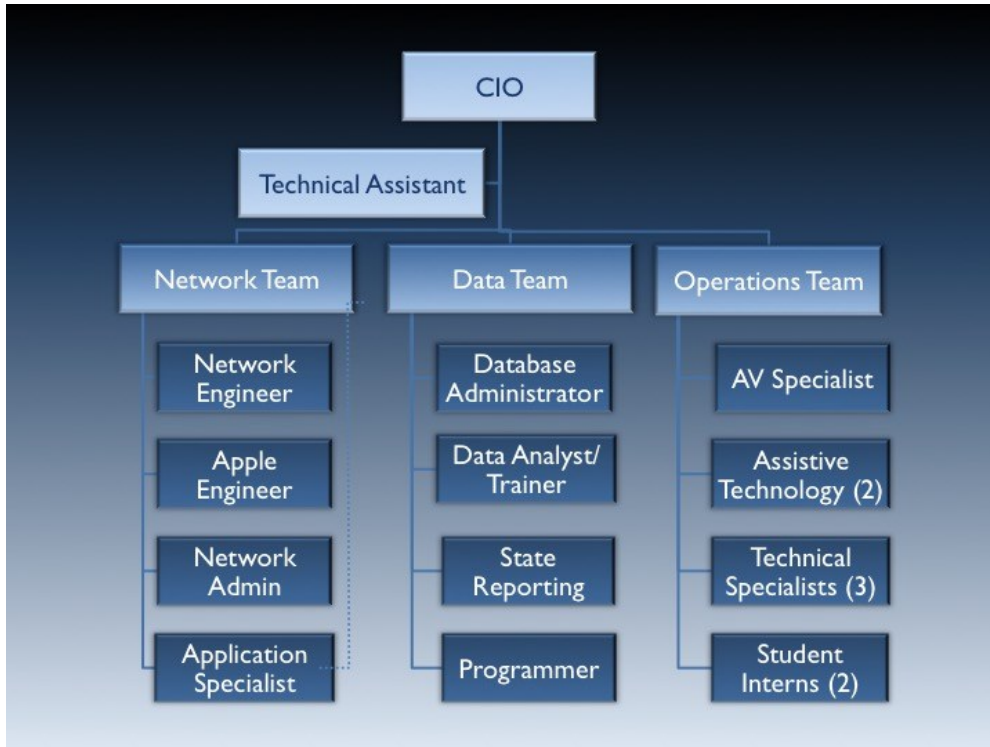 CIO
Technical Assistant
Network Team
Data Team
Operations Team
Network
Engineer
Apple
Engineer
Network
Admin
Application
Specialist
Database
Administrator
Data Analyst/
Trainer
State
Reporting
Programmer
AV Specialist
Assistive
Technology (2)
Technical
Specialists (3)
Student
Interns (2)